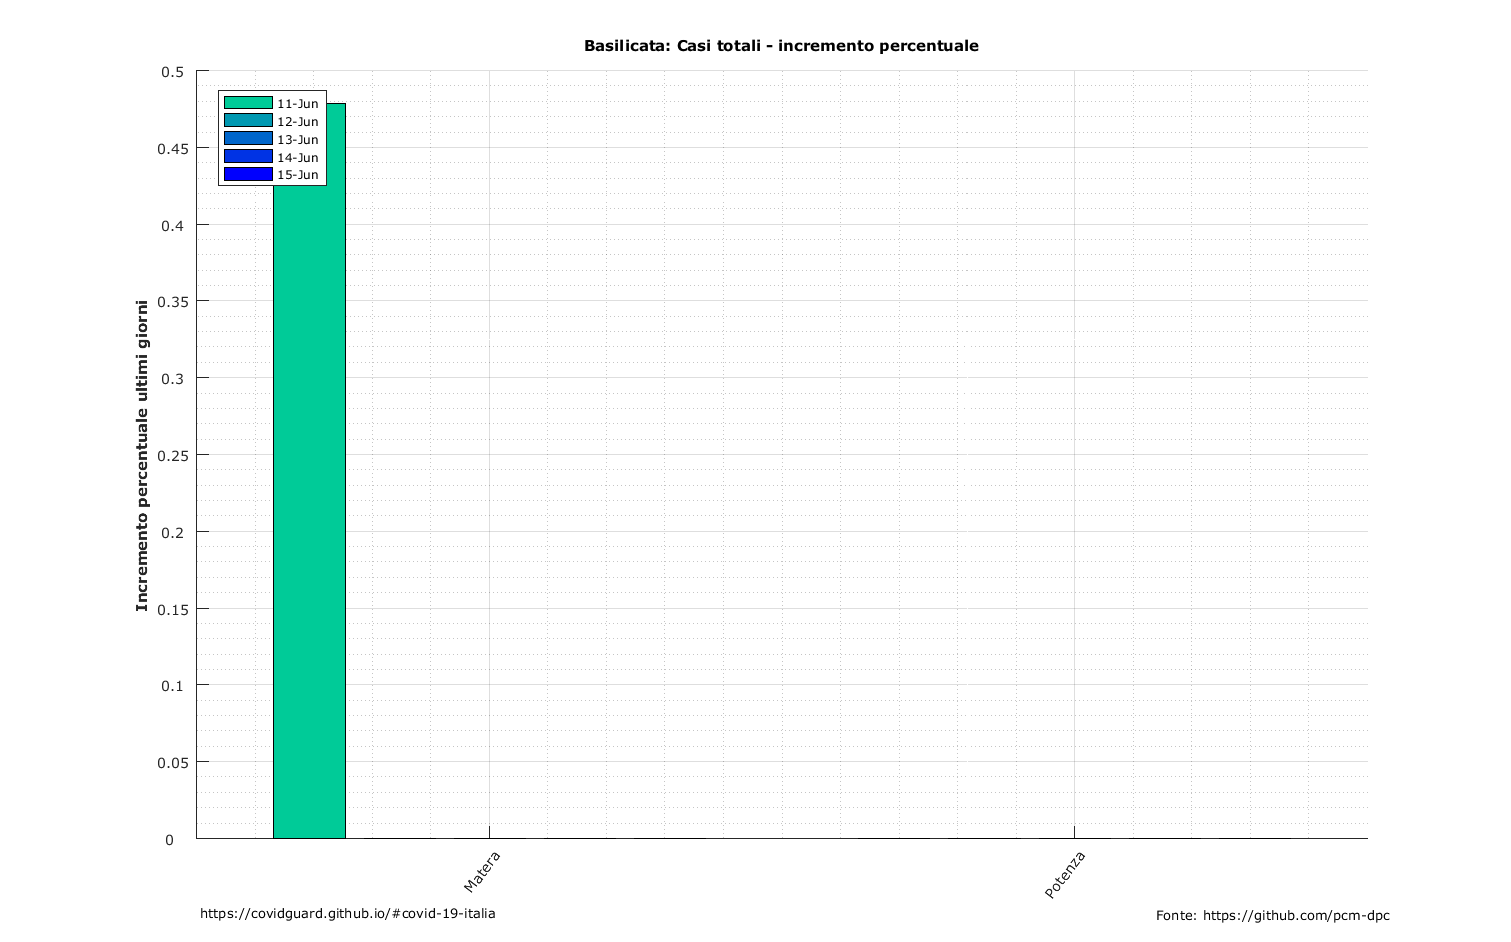 Basilicata: Casi totali - incremento percentuale
Incremento percentuale ultimi giorni
0.5
0.45
0.4
0.35
0.3
0.25
0.2
0.15
0.1
0.05
0
11-Jun
12-Jun
13-Jun
14-Jun
15-Jun
Matera
Potenza
https://covidguard.github.io/#covid-19-italia
Fonte: https://github.com/pcm-dpc